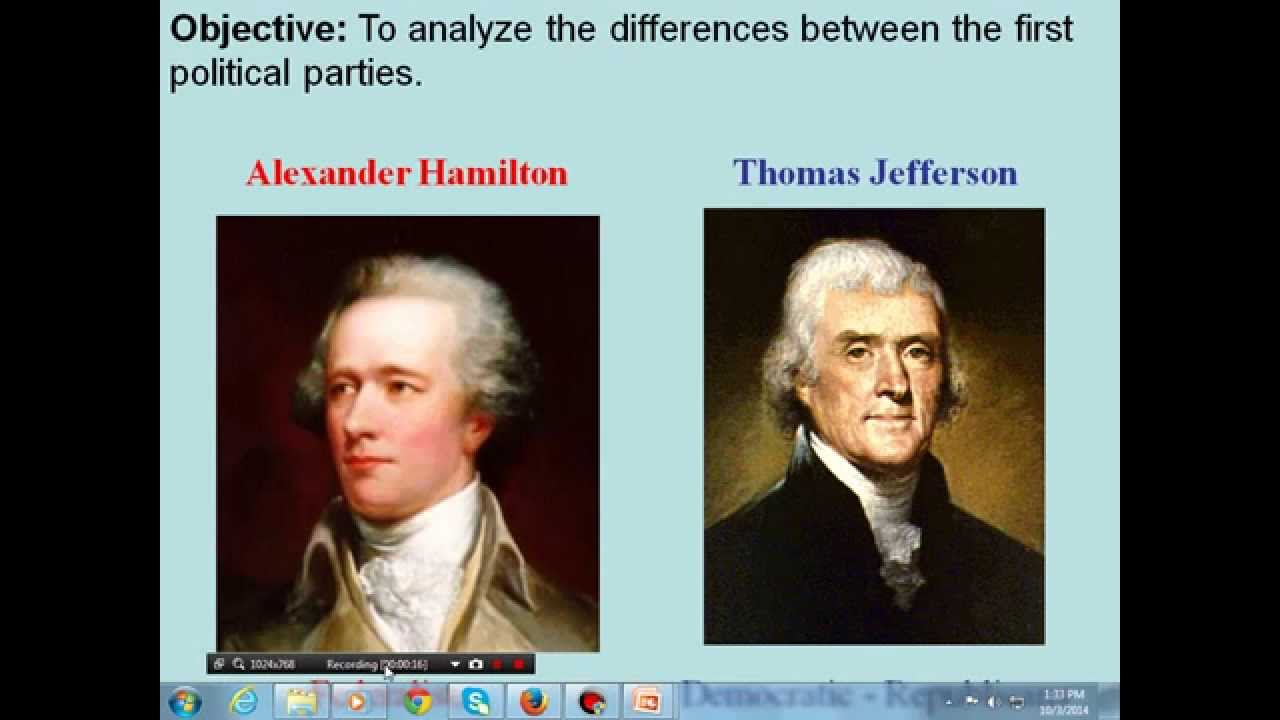 Objective: To analyze the differences between the first
political parties.
Alexander Hamilton
Thomas Jefferson
1024x768 Recording [00:00:16]
Democratic - Republican
1:33 PM
10/3/2014